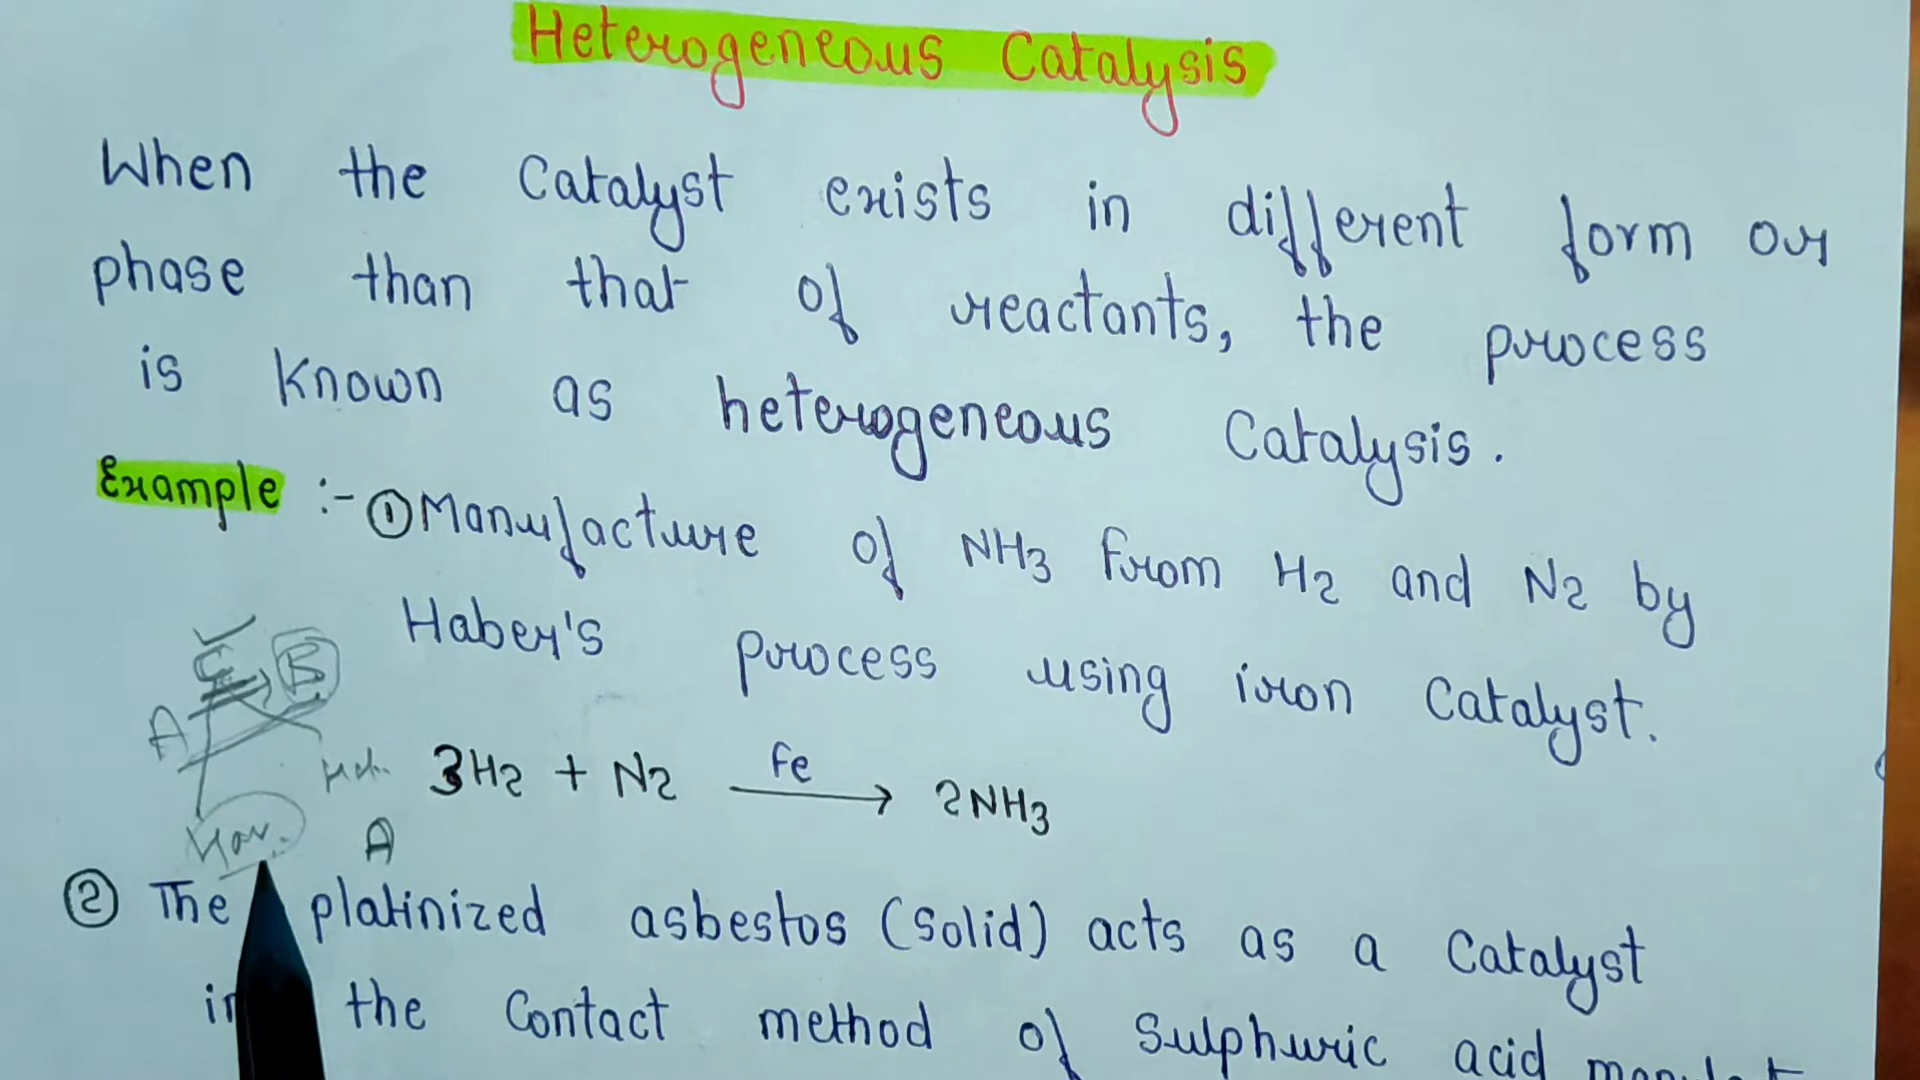 Heterogeneous Catalysis
When the Catalyst exists in different form or
phase than that of reactants, the process
is known as heterogeneous Catalysis.
Example :- ① Manufacture of NH3 from H2 and N2 by
Haber's process using iron Catalyst.
C B
A
3H2 + N2 Fe → 2NH3
A
② The platinized asbestos (Solid) acts as a Catalyst
the Contact method of Sulphuric acid